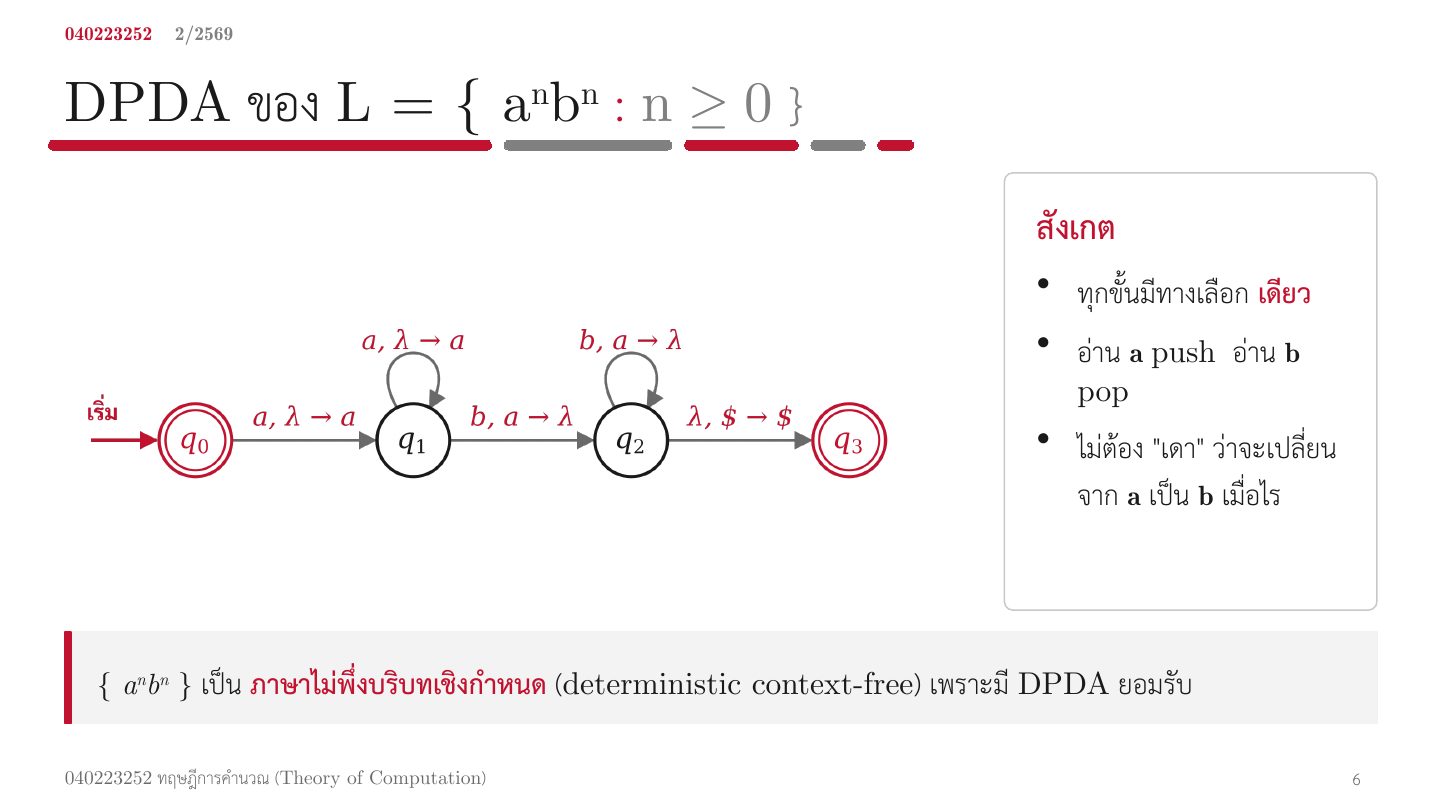 040223252 2/2569
DPDA ของ L = { aⁿbⁿ : n ≥ 0 }
สังเกต
• ทุกขั้นมีทางเลือก เดียว
• อ่าน a push อ่าน b
pop
• ไม่ต้อง "เดา" ว่าจะเปลี่ยน
จาก a เป็น b เมื่อไร
a, λ → a
b, a → λ
เริ่ม
q₀
a, λ → a
q₁
b, a → λ
q₂
λ, $ → $
q₃
{ aⁿbⁿ } เป็น ภาษาไม่พึ่งบริบทเชิงกำหนด (deterministic context-free) เพราะมี DPDA ยอมรับ
040223252 ทฤษฎีการคำนวณ (Theory of Computation)
6